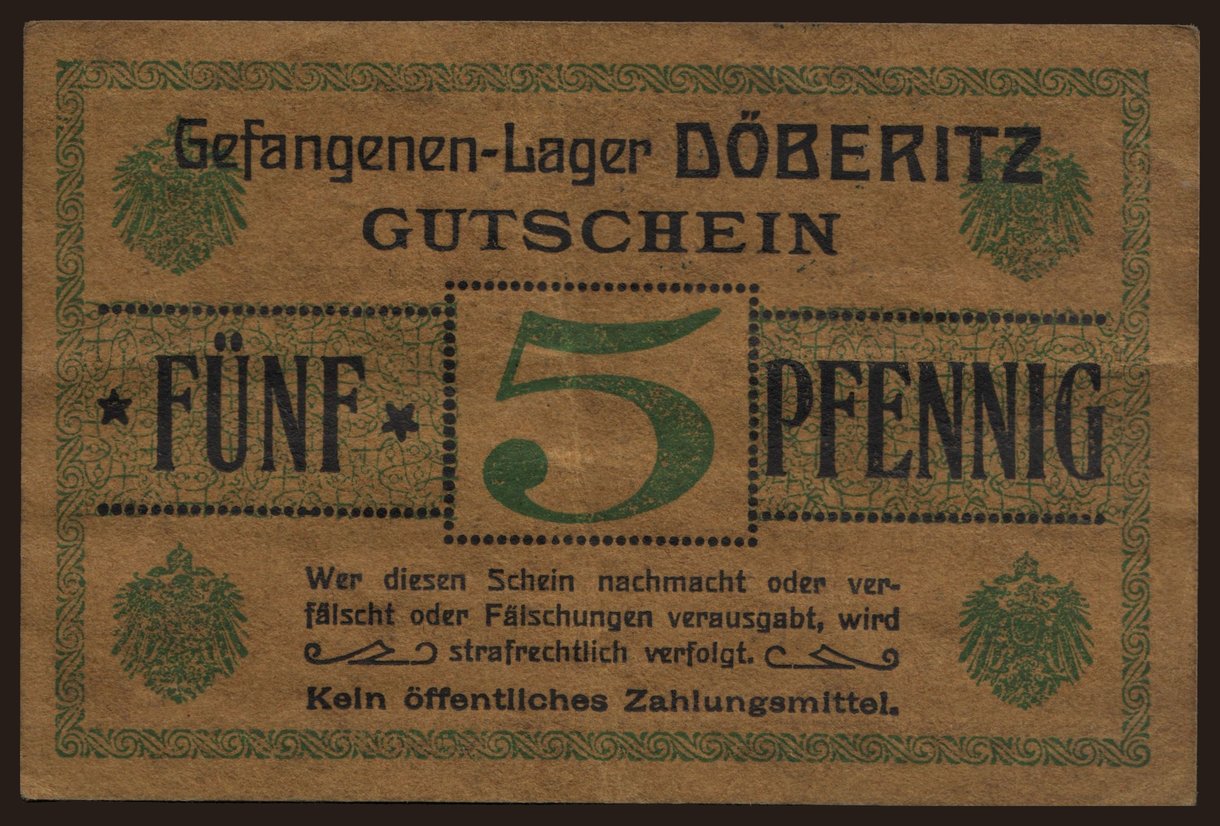 Gefangenen-Lager DÖBERITZ
GUTSCHEIN
FÜNF 5 PFENNIG
Wer diesen Schein nachmacht oder ver-
fälscht oder Fälschungen verausgabt, wird
strafrechtlich verfolgt.
Kein öffentliches Zahlungsmittel.